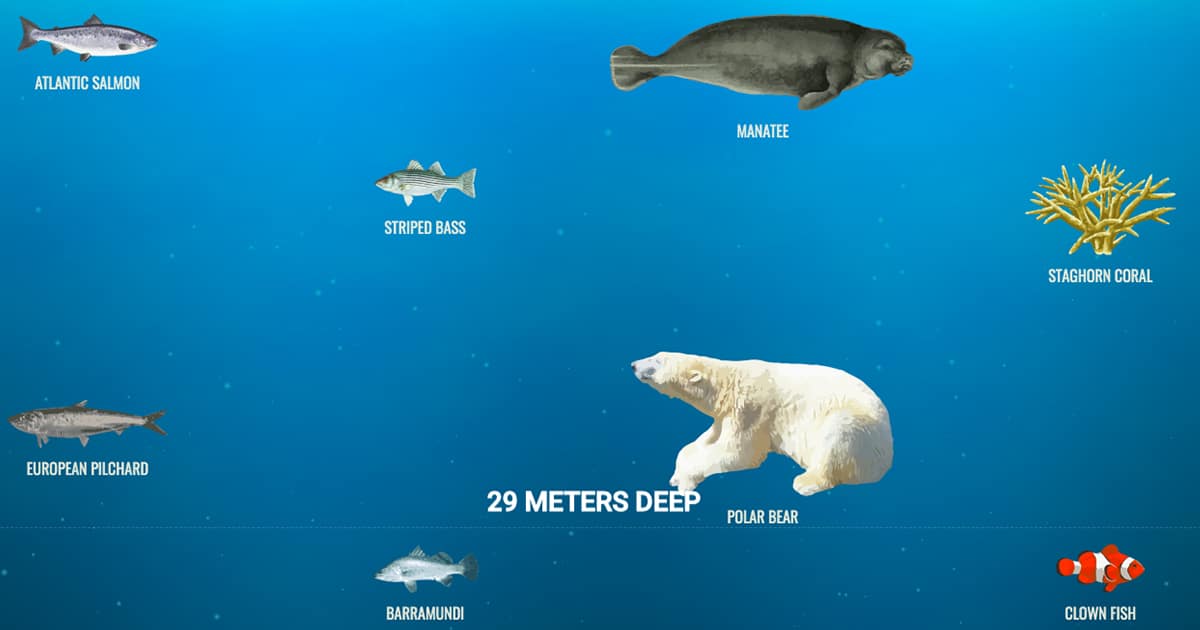 ATLANTIC SALMON
MANATEE
STRIPED BASS
STAGHORN CORAL
EUROPEAN PILCHARD
29 METERS DEEP
POLAR BEAR
BARRAMUNDI
CLOWN FISH